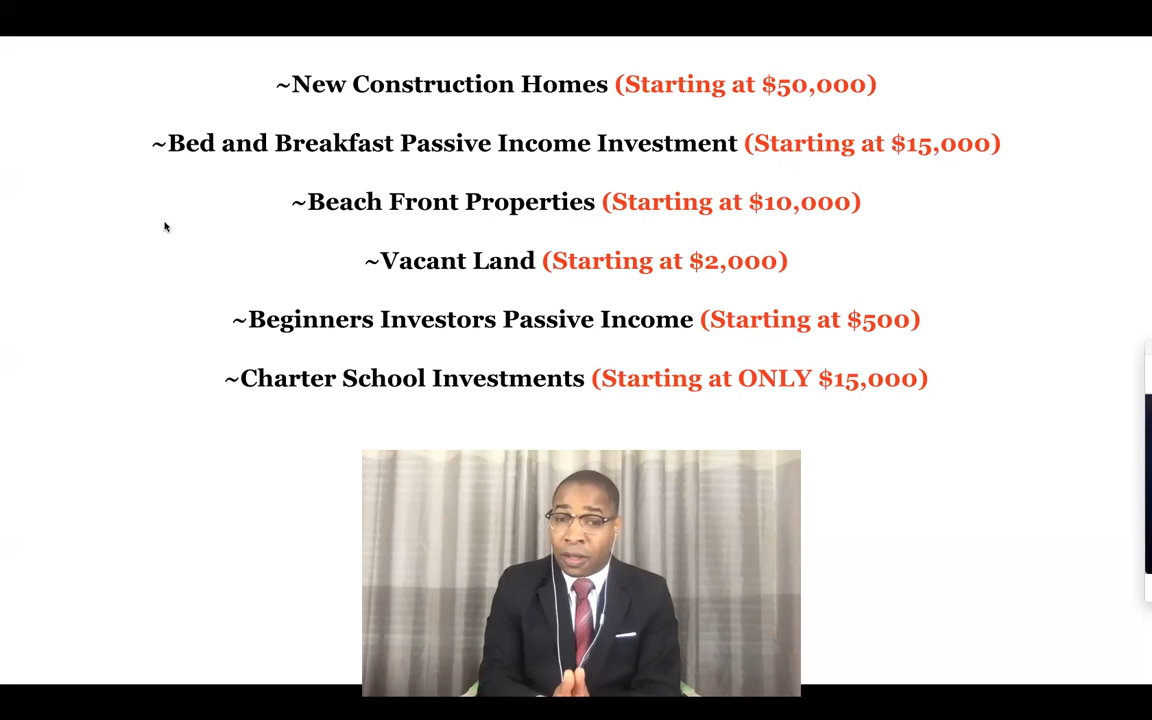 ~New Construction Homes (Starting at $50,000)
~Bed and Breakfast Passive Income Investment (Starting at $15,000)
~Beach Front Properties (Starting at $10,000)
~Vacant Land (Starting at $2,000)
~Beginners Investors Passive Income (Starting at $500)
~Charter School Investments (Starting at ONLY $15,000)